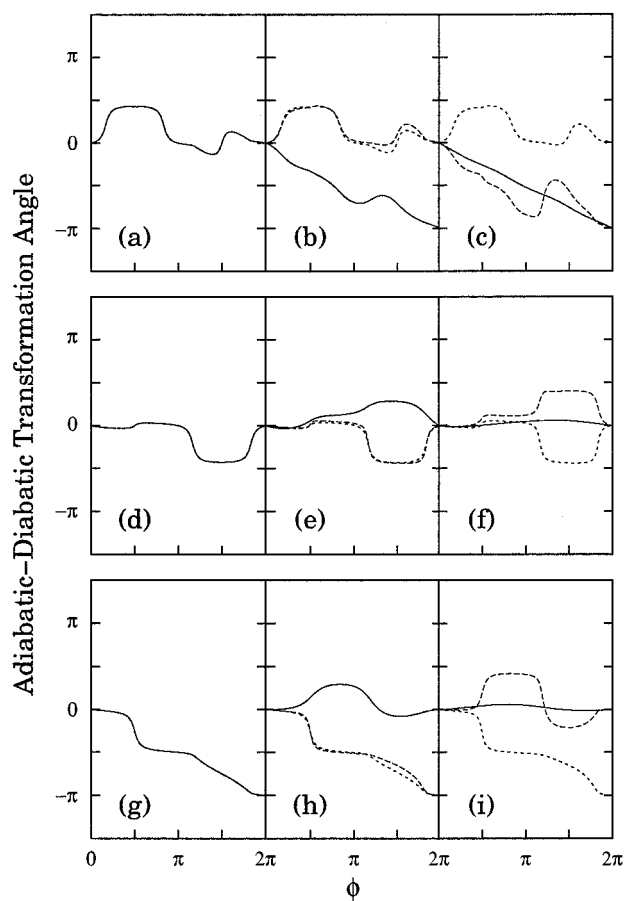 Adiabatic–Diabatic Transformation Angle
π
0
−π
(a)
(b)
(c)
π
0
−π
(d)
(e)
(f)
π
0
−π
(g)
(h)
(i)
0
π
2π
π
2π
π
2π
ϕ